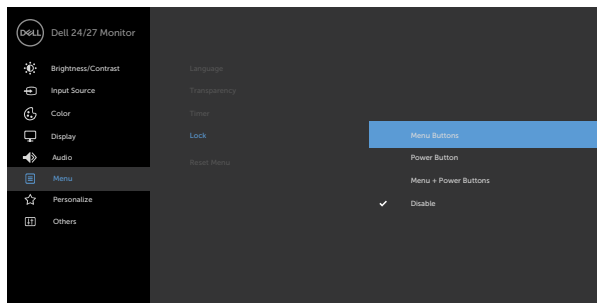 DELL Dell 24/27 Monitor
Brightness/Contrast
Input Source
Color
Display
Audio
Menu
Personalize
Others
Language
Transparency
Timer
Lock
Reset Menu
Menu Buttons
Power Button
Menu + Power Buttons
Disable